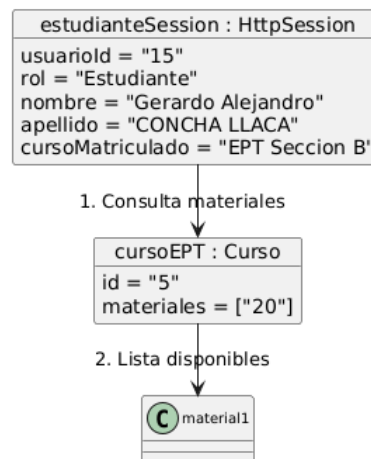 estudianteSession : HttpSession
usuarioId = "15"
rol = "Estudiante"
nombre = "Gerardo Alejandro"
apellido = "CONCHA LLACA"
cursoMatriculado = "EPT Seccion B"
1. Consulta materiales
cursoEPT : Curso
id = "5"
materiales = ["20"]
2. Lista disponibles
C material1